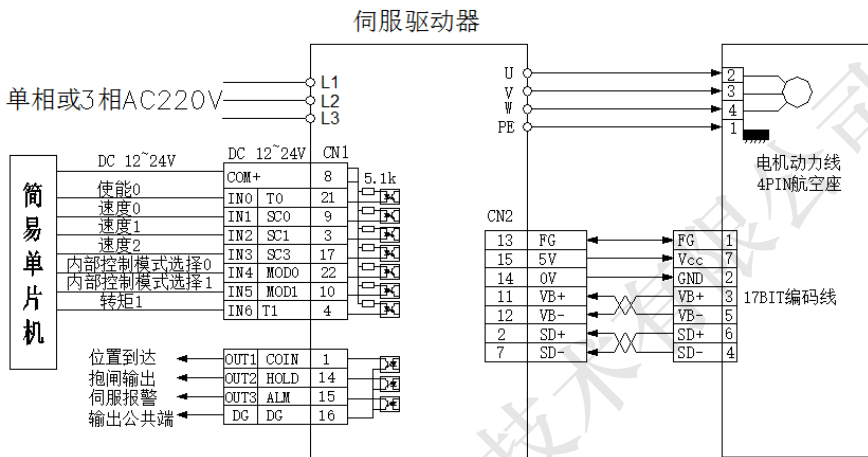 伺服驱动器
单相或3相AC220V
L1
L2
L3
U
V
W
PE
2
3
4
1
电机动力线
4PIN航空座
简易单片机
DC 12~24V
使能0
速度0
速度1
速度2
内部控制模式选择0
内部控制模式选择1
转矩1
DC 12~24V CN1
COM+ 8
IN0 T0 21
IN1 SC0 9
IN2 SC1 3
IN3 SC3 17
IN4 MOD0 22
IN5 MOD1 10
IN6 T1 4
5.1k
位置到达 OUT1 COIN 1
抱闸输出 OUT2 HOLD 14
伺服报警 OUT3 ALM 15
输出公共端 DG DG 16
CN2
13 FG FG 1
15 5V Vcc 7
14 0V GND 2
11 VB+ VB+ 3
12 VB- VB- 5
2 SD+ SD+ 6
7 SD- SD- 4
17BIT编码线
技术有限公司